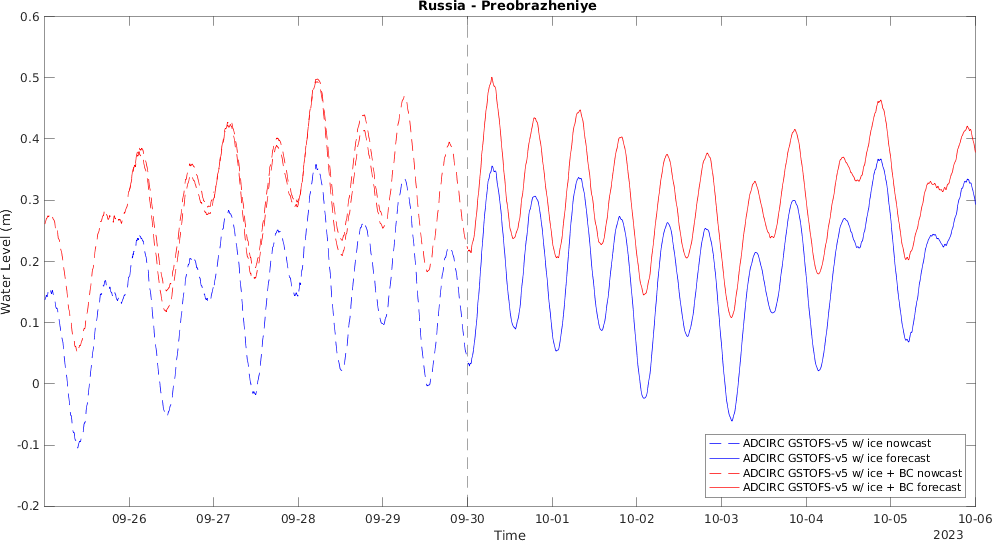 Russia - Preobrazheniye
0.6
0.5
0.4
0.3
0.2
0.1
0
-0.1
-0.2
Water Level (m)
ADCIRC GSTOFS-v5 w/ ice nowcast
ADCIRC GSTOFS-v5 w/ ice forecast
ADCIRC GSTOFS-v5 w/ ice + BC nowcast
ADCIRC GSTOFS-v5 w/ ice + BC forecast
09-26 09-27 09-28 09-29 09-30 10-01 10-02 10-03 10-04 10-05 10-06
Time
2023